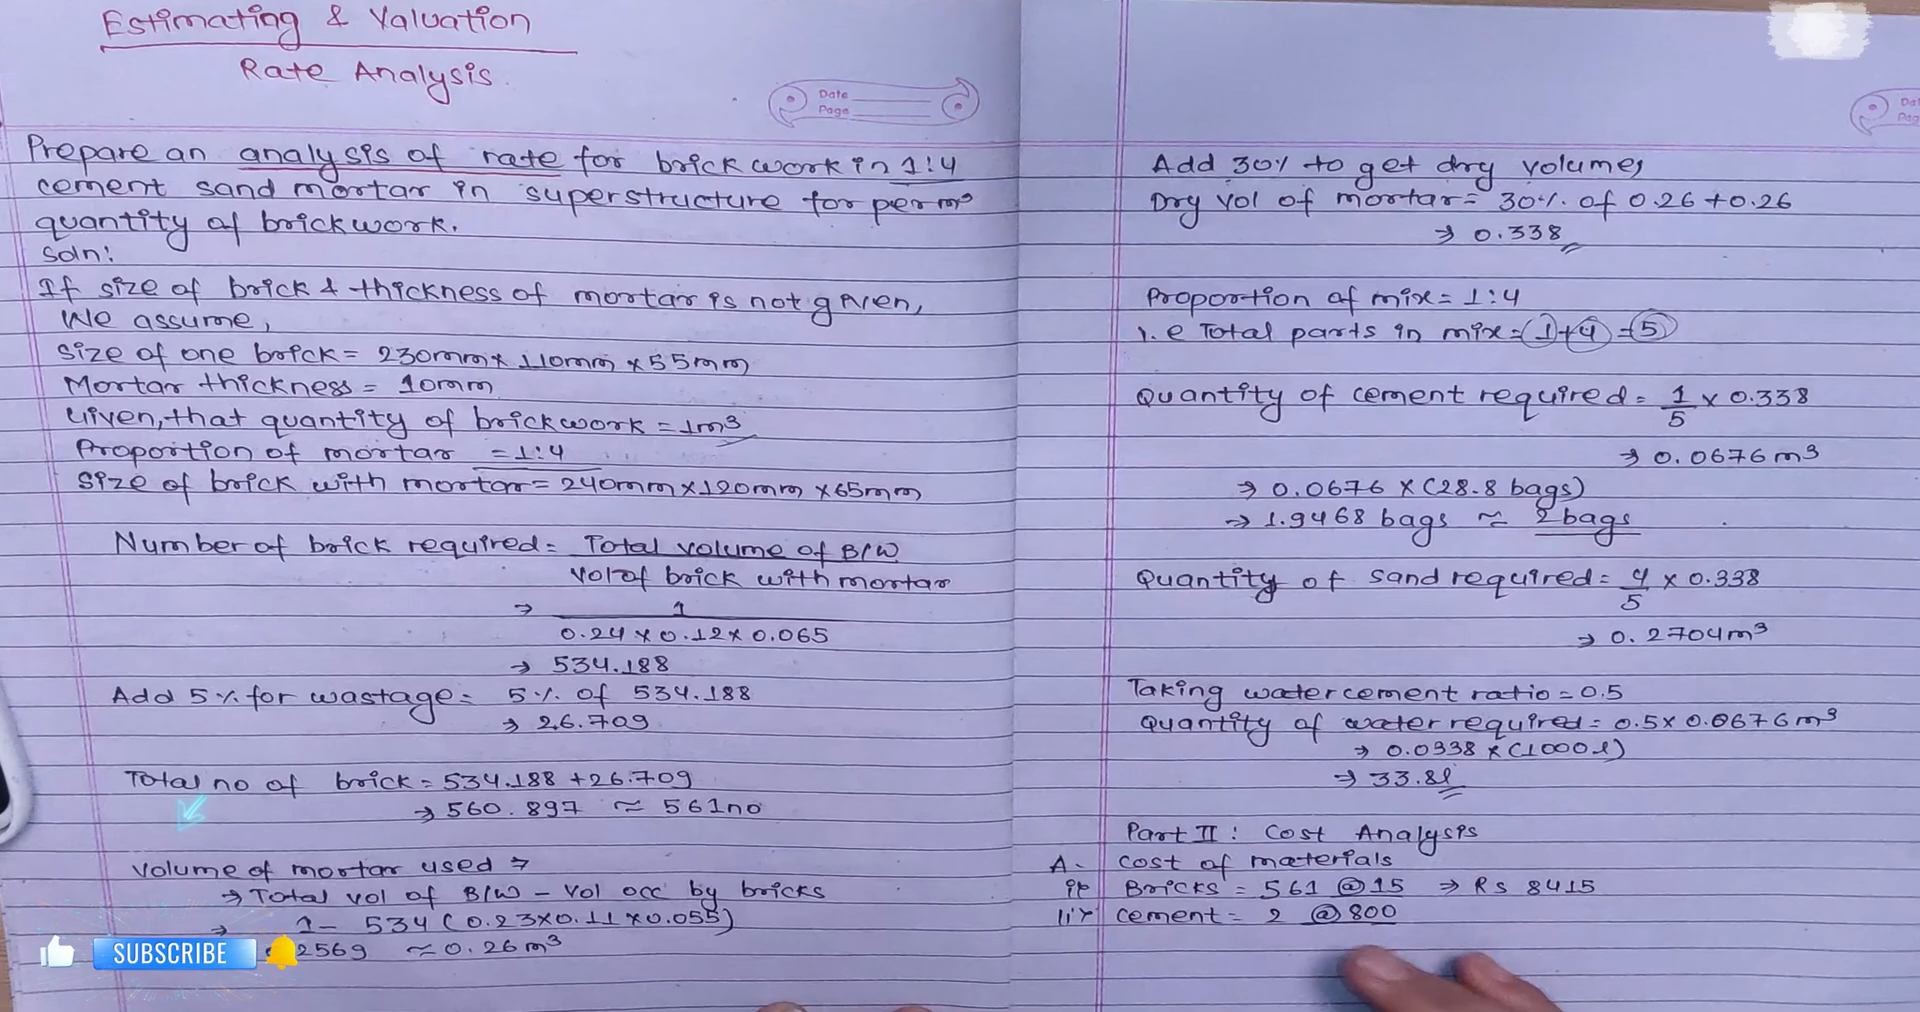 Estimating & Valuation
Rate Analysis
Date
Page
Prepare an analysis of rate for brick work in 1:4
cement sand mortar in superstructure for per m³
quantity of brickwork.
Soln:
If size of brick & thickness of mortar is not given,
We assume,
Size of one brick = 230mm x 110mm x 55mm
Mortar thickness = 10mm
Given, that quantity of brickwork = 1m³
Proportion of mortar = 1:4
Size of brick with mortar = 240mm x 120mm x 65mm
Number of brick required = Total volume of B/W
Vol of brick with mortar
→ 1
0.24 x 0.12 x 0.065
→ 534.188
Add 5% for wastage = 5% of 534.188
→ 26.709
Total no of brick = 534.188 + 26.709
→ 560.897 ≈ 561 no
Volume of mortar used →
→ Total vol of B/W - Vol occ by bricks
→ 1 - 534 (0.23x0.11x0.055)
2569 ≈ 0.26 m³
SUBSCRIBE
Add 30% to get dry volume,
Dry vol of mortar = 30% of 0.26 + 0.26
→ 0.338
Proportion of mix = 1:4
i.e Total parts in mix = 1+4 = 5
Quantity of cement required = 1 x 0.338
5
→ 0.0676 m³
→ 0.0676 x (28.8 bags)
→ 1.9468 bags ≈ 2 bags
Quantity of sand required = 4 x 0.338
5
→ 0.2704 m³
Taking water cement ratio = 0.5
Quantity of water required = 0.5 x 0.0676 m³
→ 0.0338 x (1000 l)
→ 33.8 l
Part II : Cost Analysis
A. Cost of materials
i) Bricks = 561 @ 15 → Rs 8415
ii) cement = 2 @ 800